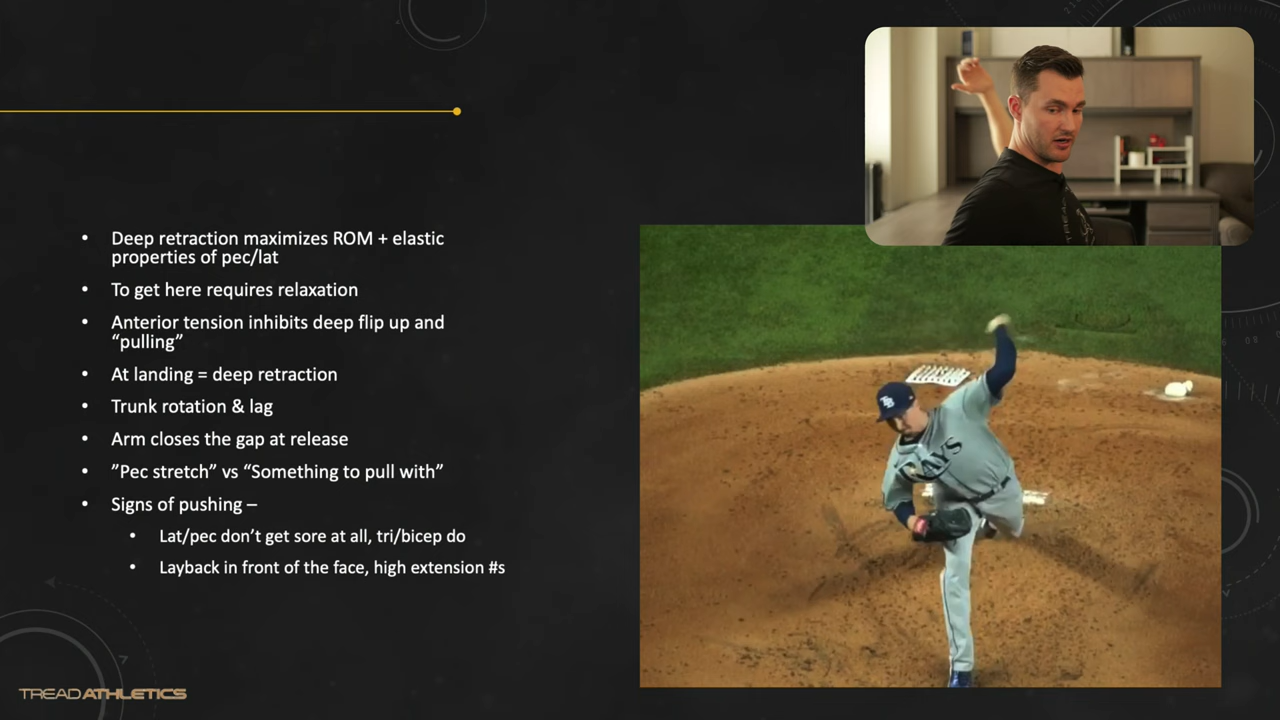 • Deep retraction maximizes ROM + elastic
properties of pec/lat
• To get here requires relaxation
• Anterior tension inhibits deep flip up and
“pulling”
• At landing = deep retraction
• Trunk rotation & lag
• Arm closes the gap at release
• ”Pec stretch” vs “Something to pull with”
• Signs of pushing –
• Lat/pec don’t get sore at all, tri/bicep do
• Layback in front of the face, high extension #s
TREADATHLETICS
TB
RAYS